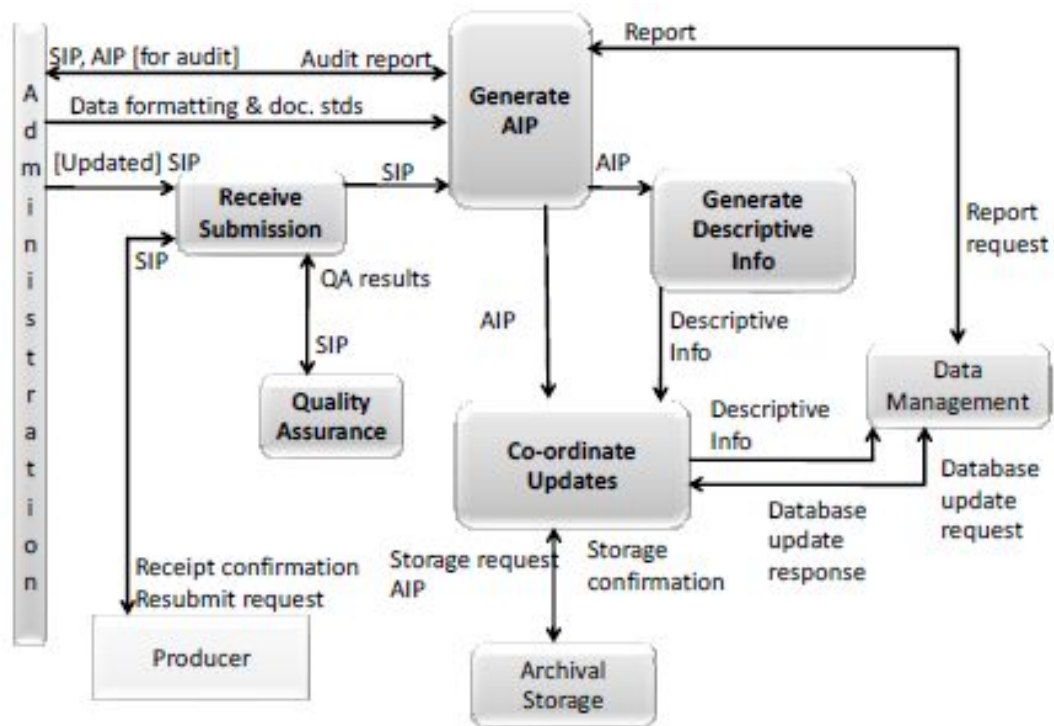 Administration
SIP, AIP [for audit]
Audit report
Data formatting & doc. stds
[Updated] SIP
Generate
AIP
Report
SIP
AIP
Receive
Submission
Generate
Descriptive
Info
Report
request
SIP
QA results
AIP
Descriptive
Info
SIP
Data
Management
Quality
Assurance
Co-ordinate
Updates
Descriptive
Info
Database
update
request
Database
update
response
Storage request
AIP
Storage
confirmation
Receipt confirmation
Resubmit request
Producer
Archival
Storage